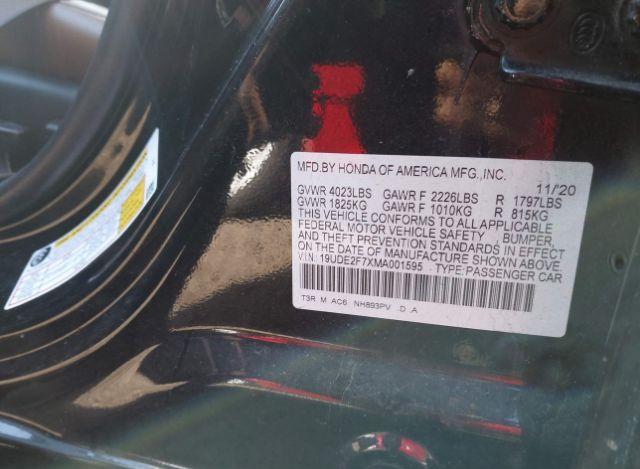 MFD.BY HONDA OF AMERICA MFG.,INC. 11/20
GVWR 4023LBS GAWR F 2226LBS R 1797LBS
GVWR 1825KG GAWR F 1010KG R 815KG
THIS VEHICLE CONFORMS TO ALL APPLICABLE
FEDERAL MOTOR VEHICLE SAFETY , BUMPER,
AND THEFT PREVENTION STANDARDS IN EFFECT
ON THE DATE OF MANUFACTURE SHOWN ABOVE.
V.I.N: 19UDE2F7XMA001595 TYPE:PASSENGER CAR
T3R M AC6 NH893PV D A